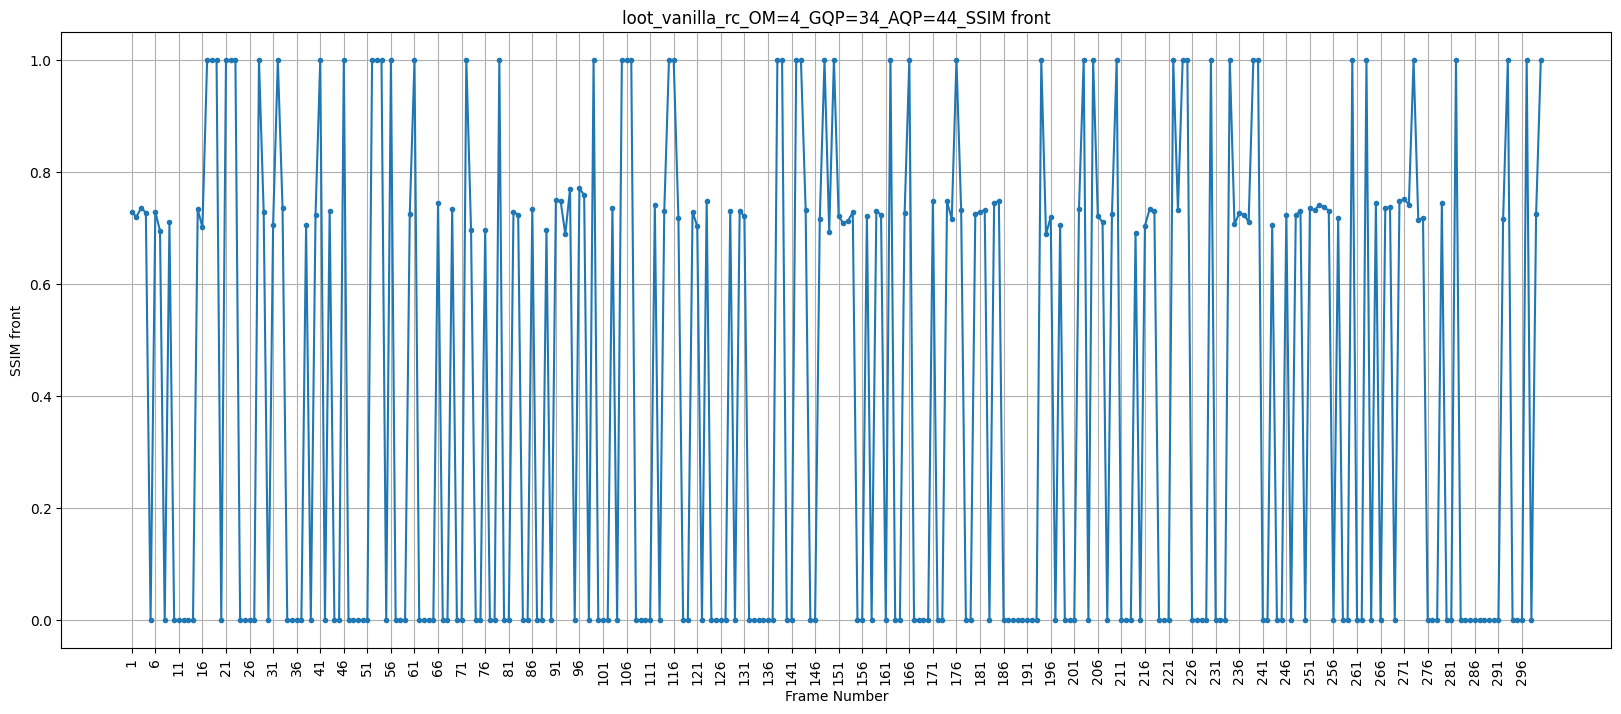 loot_vanilla_rc_OM=4_GQP=34_AQP=44_SSIM front
SSIM front
1.0
0.8
0.6
0.4
0.2
0.0
1 6 11 16 21 26 31 36 41 46 51 56 61 66 71 76 81 86 91 96 101 106 111 116 121 126 131 136 141 146 151 156 161 166 171 176 181 186 191 196 201 206 211 216 221 226 231 236 241 246 251 256 261 266 271 276 281 286 291 296
Frame Number